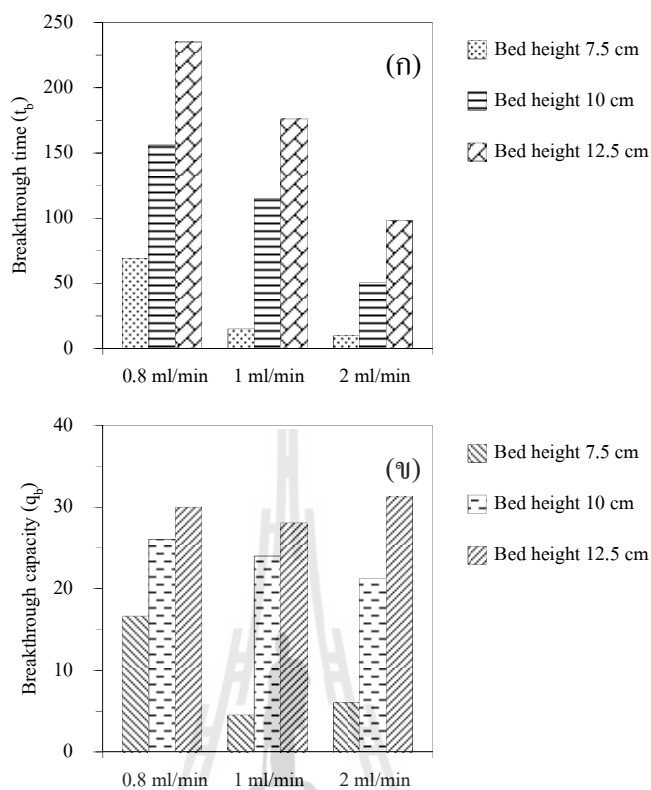 250
200
150
100
50
0
Breakthrough time (t_b)
(ก)
0.8 ml/min 1 ml/min 2 ml/min
Bed height 7.5 cm
Bed height 10 cm
Bed height 12.5 cm
40
30
20
10
0
Breakthrough capacity (q_b)
(ข)
0.8 ml/min 1 ml/min 2 ml/min
Bed height 7.5 cm
Bed height 10 cm
Bed height 12.5 cm